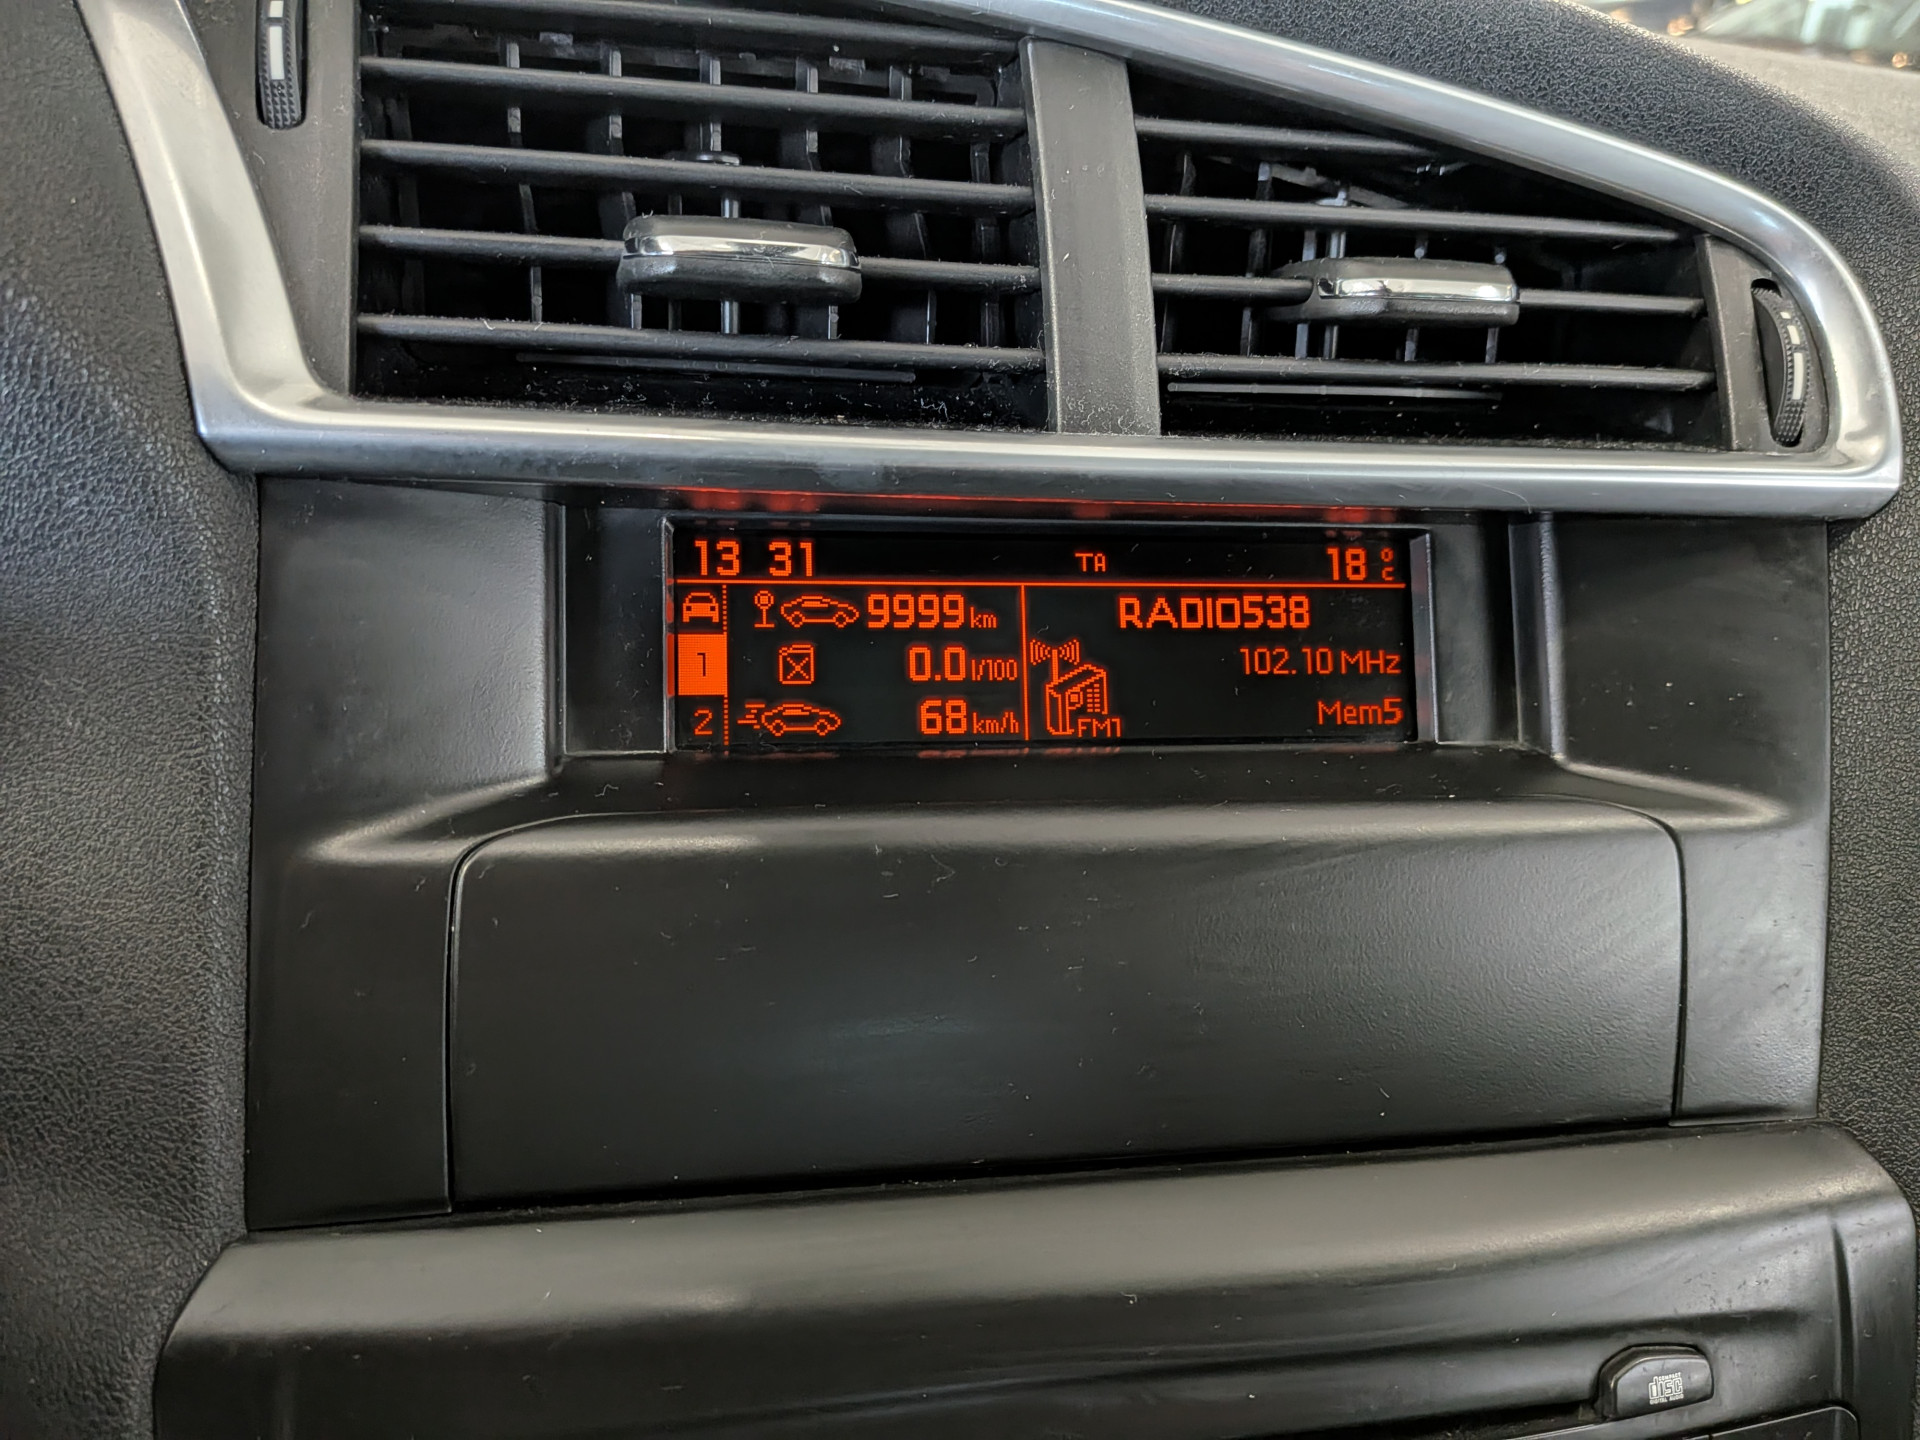 13 31 TA 18 °C
9999 km
1 0.0 l/100
2 68 km/h
RADIO538
102.10 MHz
FM1 Mem5
COMPACT
disc
DIGITAL AUDIO